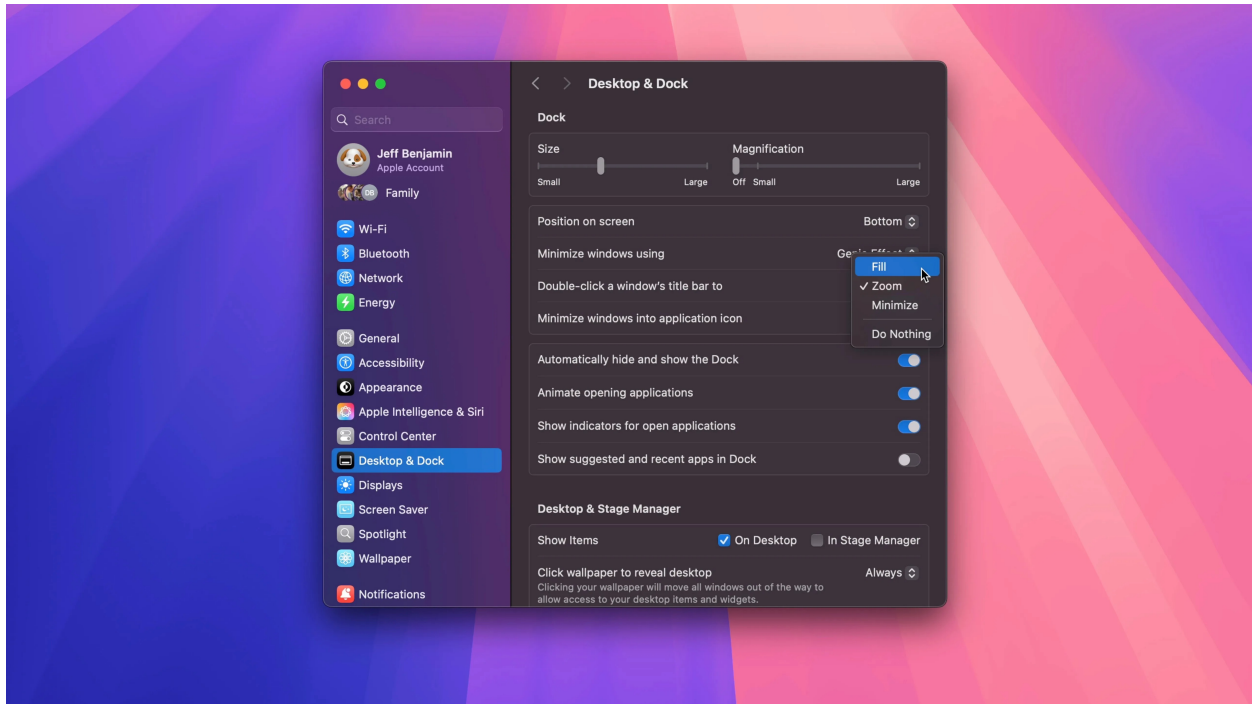 Search
Jeff Benjamin
Apple Account
DB
Family
Wi-Fi
Bluetooth
Network
Energy
General
Accessibility
Appearance
Apple Intelligence & Siri
Control Center
Desktop & Dock
Displays
Screen Saver
Spotlight
Wallpaper
Notifications
Desktop & Dock
Dock
Size
Magnification
Small Large
Off Small Large
Position on screen Bottom
Minimize windows using Genie Effect
Double-click a window's title bar to
Minimize windows into application icon
Fill
Zoom
Minimize
Do Nothing
Automatically hide and show the Dock
Animate opening applications
Show indicators for open applications
Show suggested and recent apps in Dock
Desktop & Stage Manager
Show Items On Desktop In Stage Manager
Click wallpaper to reveal desktop Always
Clicking your wallpaper will move all windows out of the way to
allow access to your desktop items and widgets.